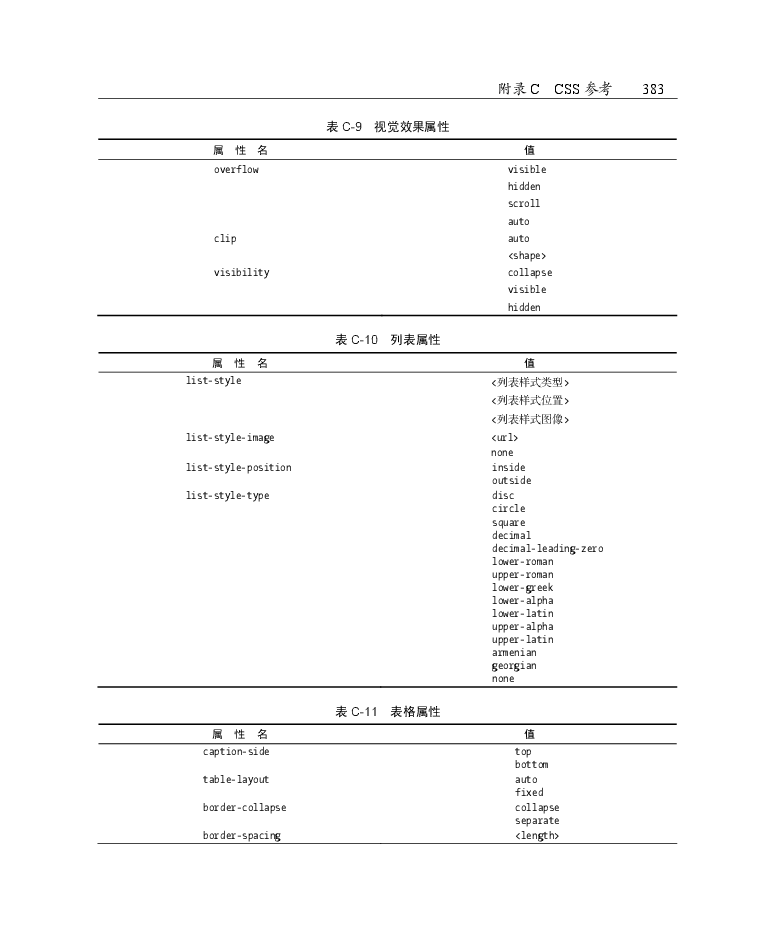 附录 C CSS 参考 383
表 C-9 视觉效果属性
属 性 名 值
overflow visible
hidden
scroll
auto
clip auto
<shape>
visibility collapse
visible
hidden
表 C-10 列表属性
属 性 名 值
list-style <列表样式类型>
<列表样式位置>
<列表样式图像>
list-style-image <url>
none
list-style-position inside
outside
list-style-type disc
circle
square
decimal
decimal-leading-zero
lower-roman
upper-roman
lower-greek
lower-alpha
lower-latin
upper-alpha
upper-latin
armenian
georgian
none
表 C-11 表格属性
属 性 名 值
caption-side top
bottom
table-layout auto
fixed
border-collapse collapse
separate
border-spacing <length>